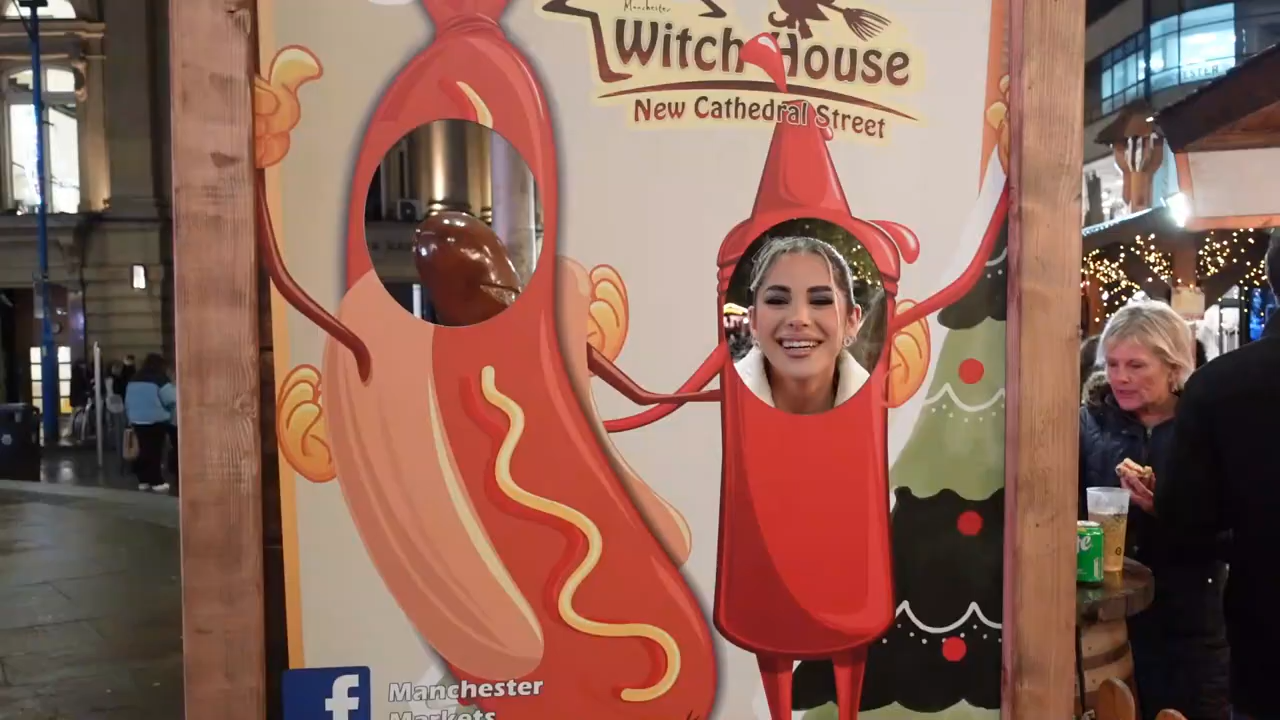 Manchester
Witch House
New Cathedral Street
f
Manchester
Markets